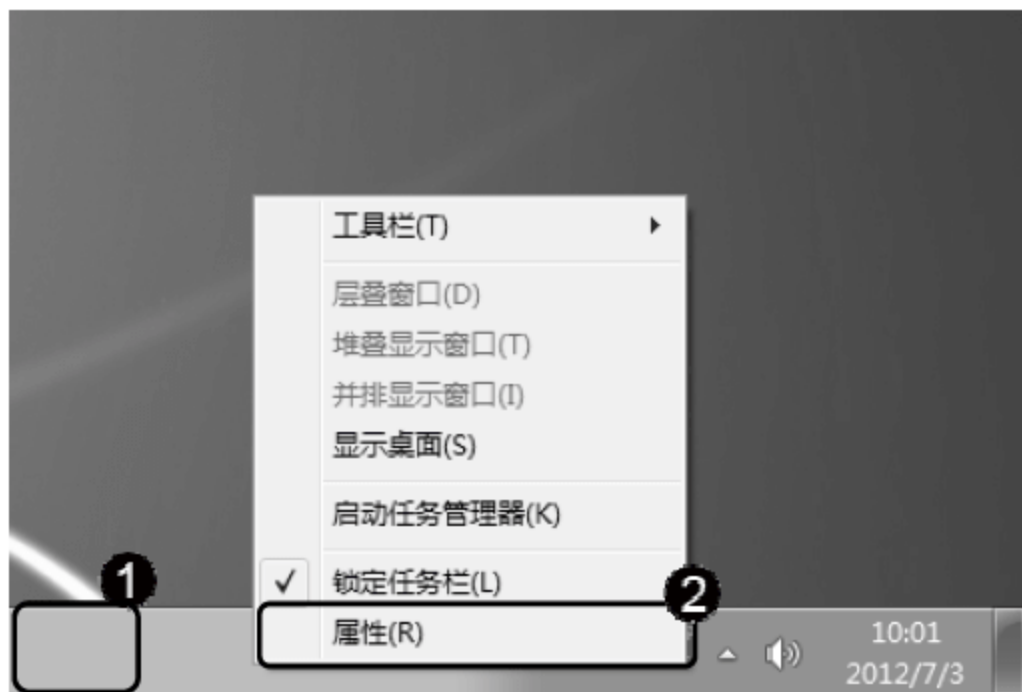 工具栏(T)
层叠窗口(D)
堆叠显示窗口(T)
并排显示窗口(I)
显示桌面(S)
启动任务管理器(K)
锁定任务栏(L)
1
2
属性(R)
10:01
2012/7/3